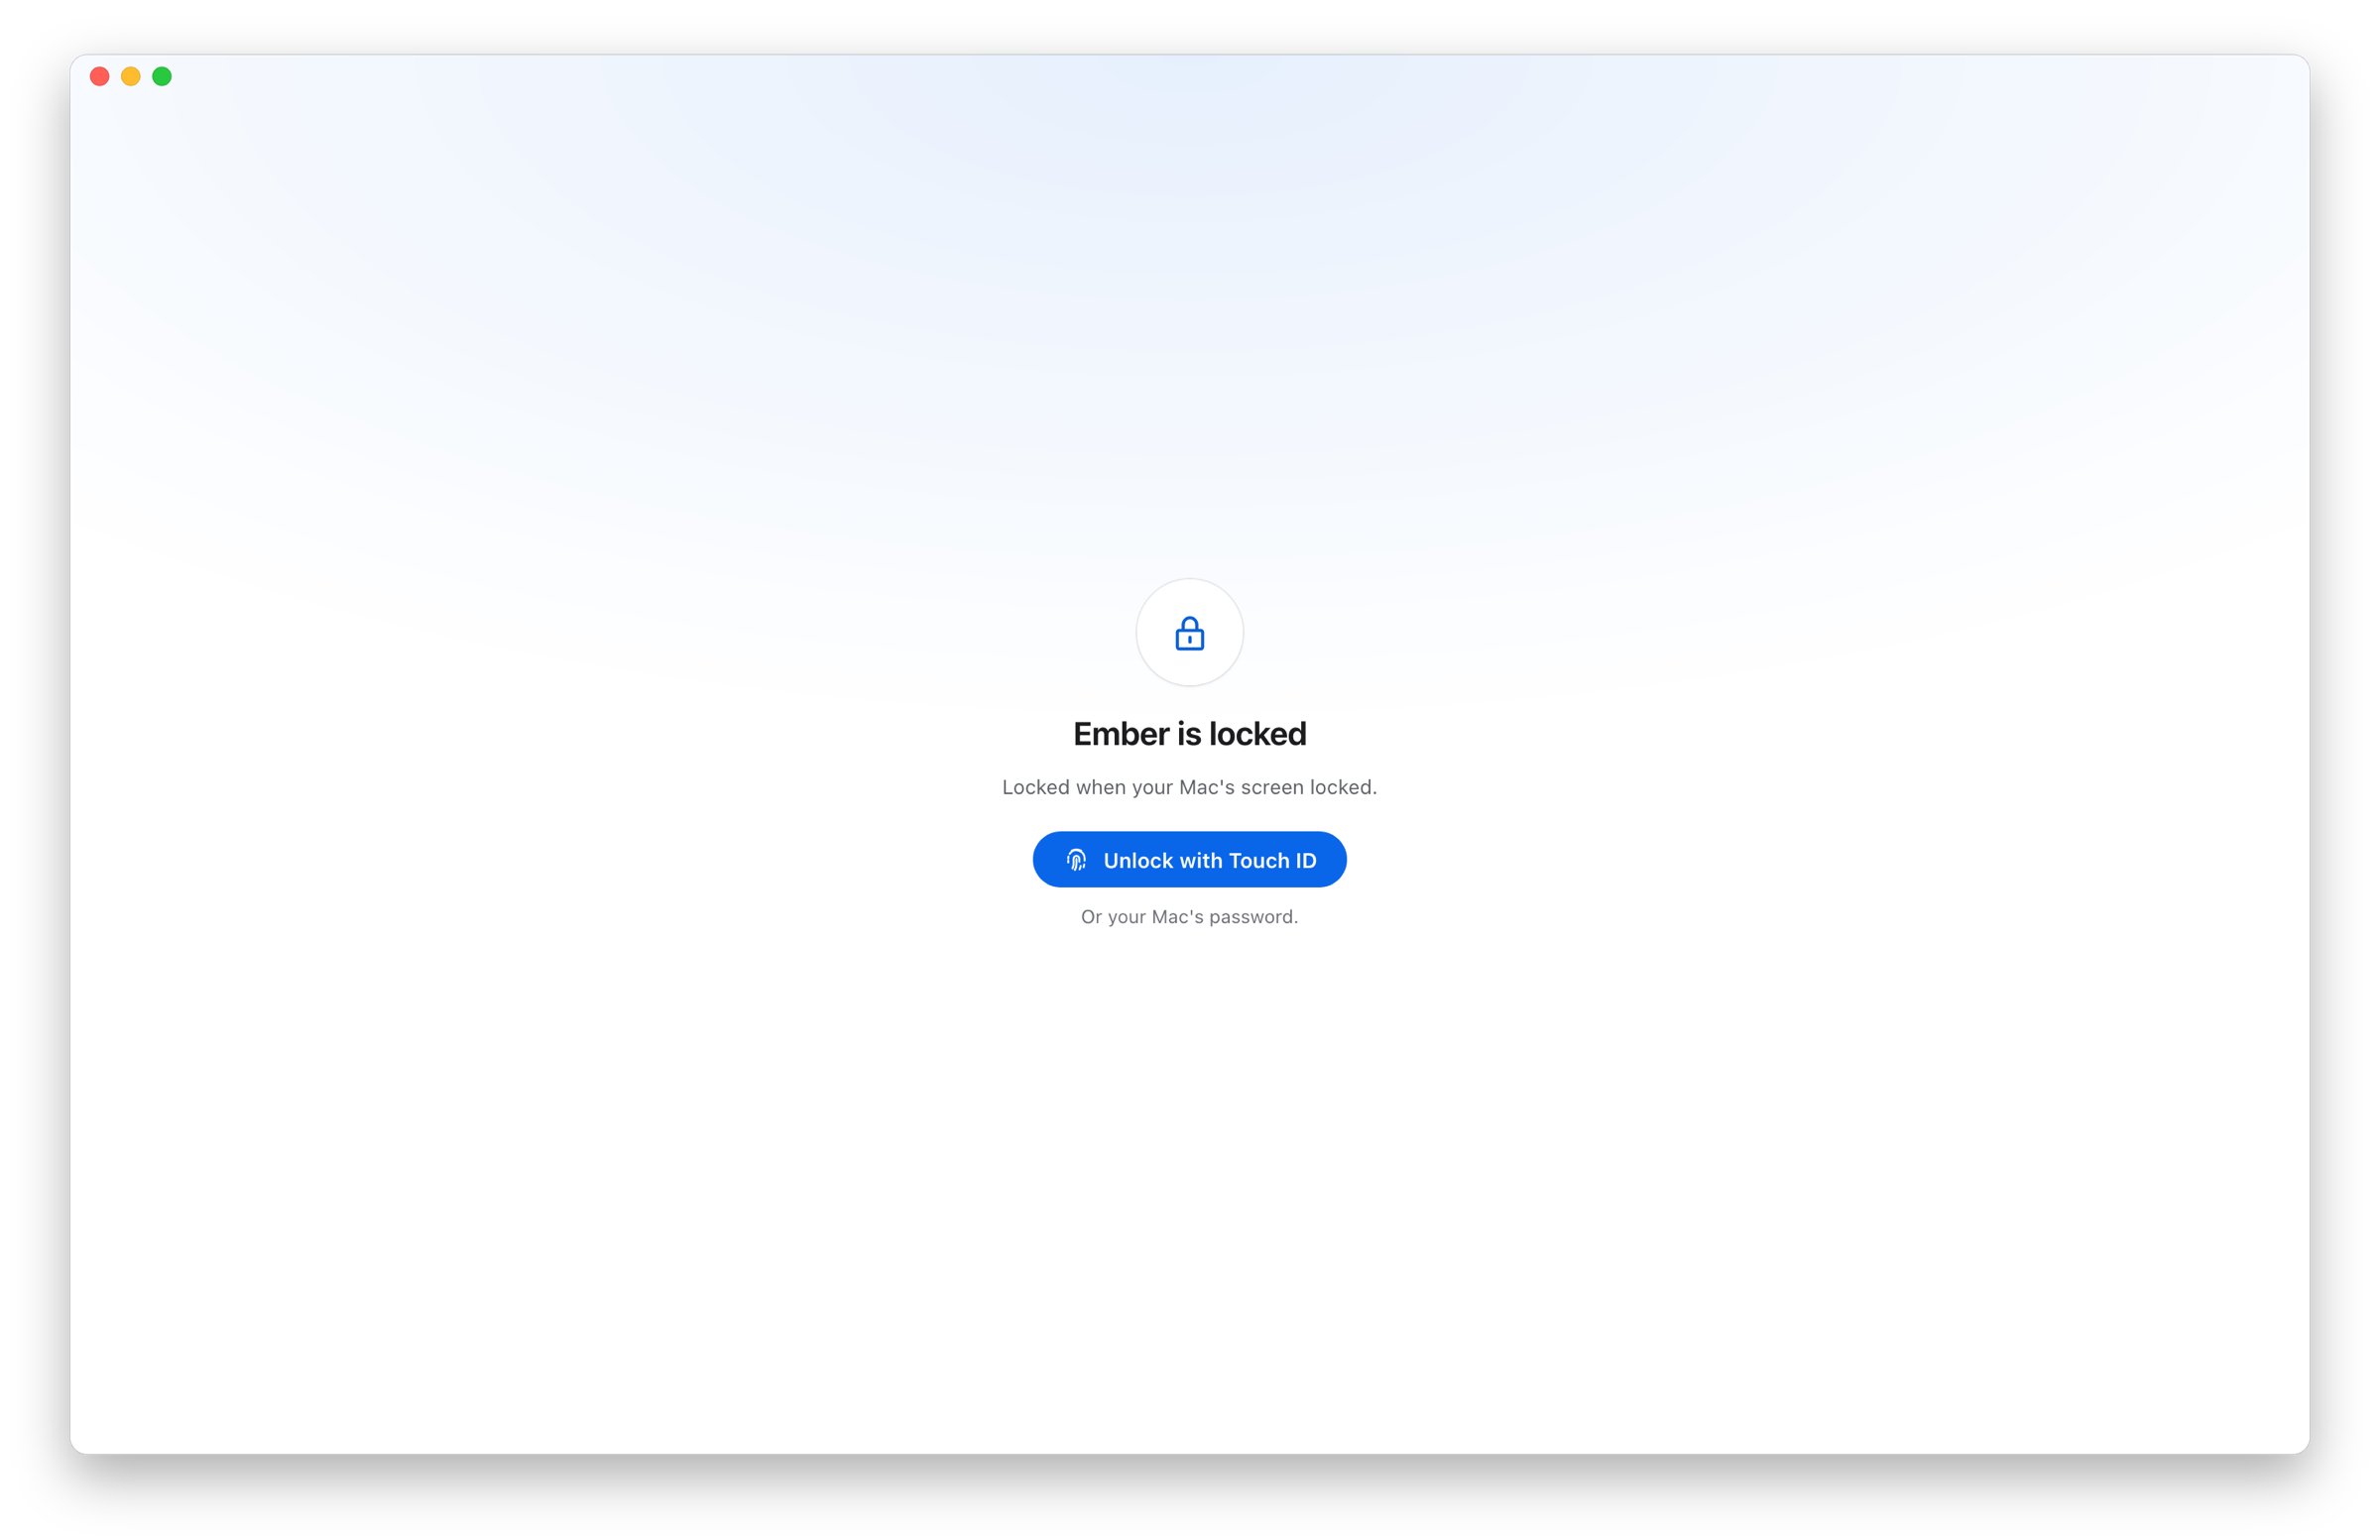 Ember is locked
Locked when your Mac's screen locked.
Unlock with Touch ID
Or your Mac's password.